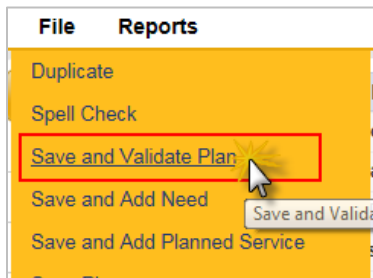 File Reports
Duplicate
Spell Check
Save and Validate Plan
Save and Add Need
Save and Valida
Save and Add Planned Service